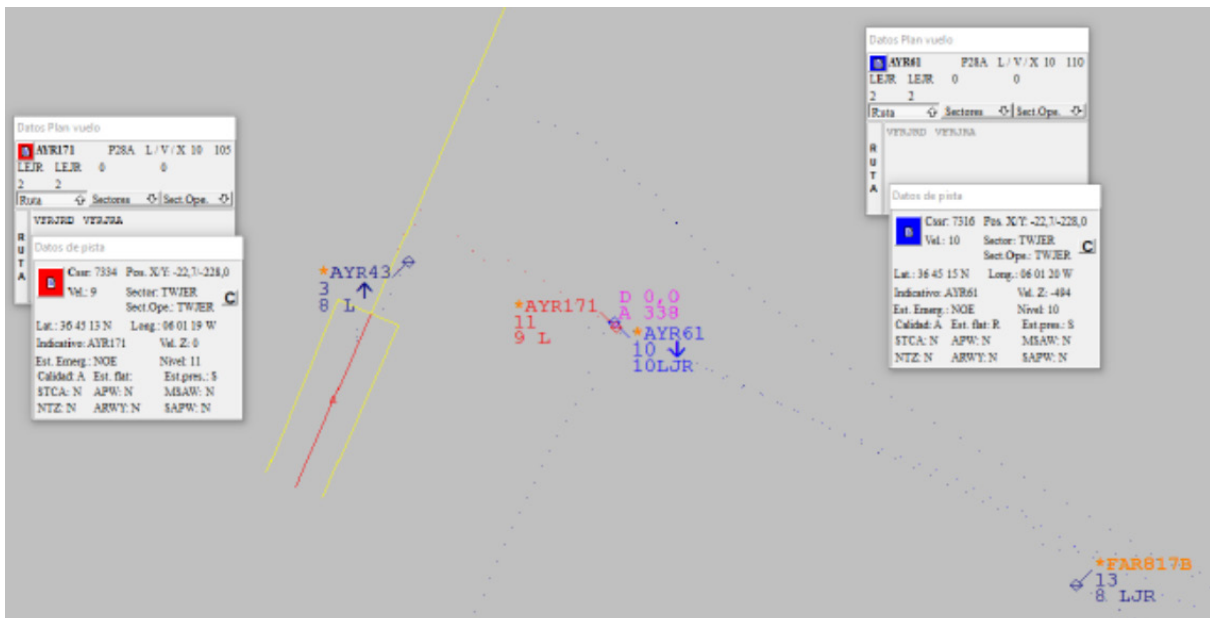 Datos Plan vuelo
AYR171 P28A L/V/X 10 105
LEJR LEJR 0 0
2 2
Ruta Sectores Sect.Ope.
VFRJRD VFRJRA
RUTA
Datos de pista
Cssr: 7334 Pos. X/Y: -22,7/-228,0
Vel.: 9 Sector: TWJER
Sect.Ope.: TWJER C
Lat.: 36 45 13 N Long.: 06 01 19 W
Indicativo: AYR171 Vel. Z: 0
Est. Emerg.: NOE Nivel: 11
Calidad: A Est. flat: Est.pres.: S
STCA: N APW: N MSAW: N
NTZ: N ARWY: N SAPW: N
*AYR43
3
8 L
*AYR171
11
9 L
D 0,0
A 338
*AYR61
10
10LJR
Datos Plan vuelo
AYR61 P28A L/V/X 10 110
LEJR LEJR 0 0
2 2
Ruta Sectores Sect.Ope.
VFRJRD VFRJRA
RUTA
Datos de pista
Cssr: 7316 Pos. X/Y: -22,7/-228,0
Vel.: 10 Sector: TWJER
Sect.Ope.: TWJER C
Lat.: 36 45 15 N Long.: 06 01 20 W
Indicativo: AYR61 Vel. Z: -494
Est. Emerg.: NOE Nivel: 10
Calidad: A Est. flat: R Est.pres.: S
STCA: N APW: N MSAW: N
NTZ: N ARWY: N SAPW: N
*FAR817B
13
8 LJR